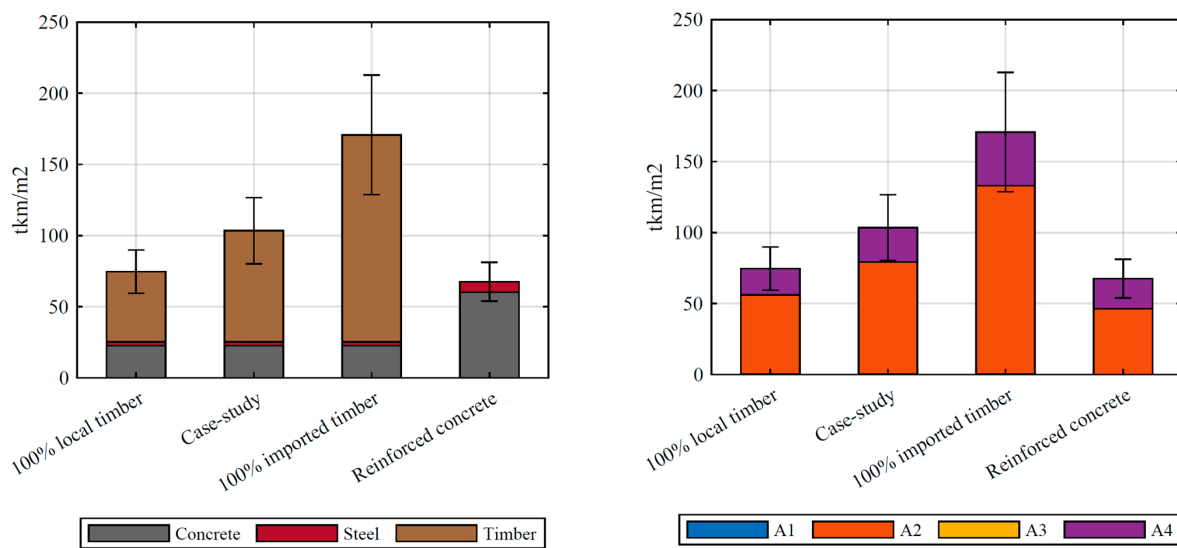 250
200
150
100
50
0
tkm/m2
100% local timber
Case-study
100% imported timber
Reinforced concrete
Concrete Steel Timber
250
200
150
100
50
0
tkm/m2
100% local timber
Case-study
100% imported timber
Reinforced concrete
A1 A2 A3 A4